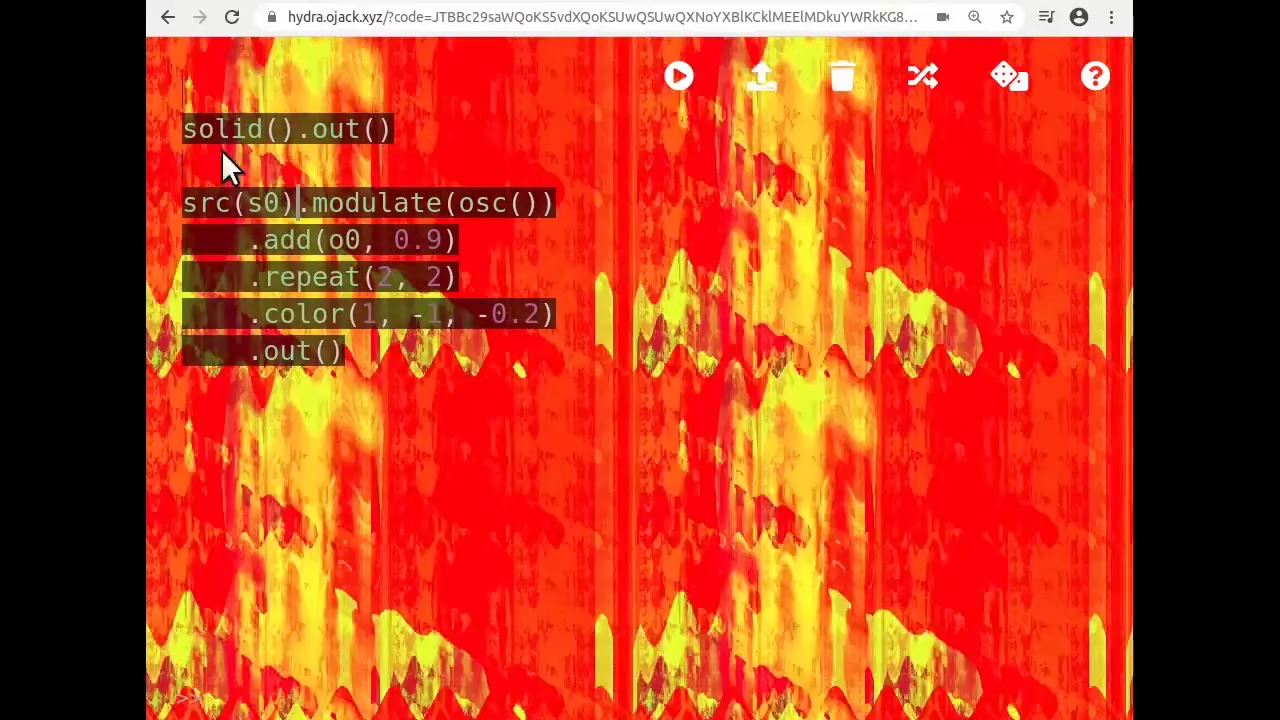 hydra.ojack.xyz/?code=JTBBc29saWQoKS5vdXQoKSUwQSUwQXNoYXBlKCklMEElMDkuYWRkKG8...
solid().out()
src(s0).modulate(osc())
.add(o0, 0.9)
.repeat(2, 2)
.color(1, -1, -0.2)
.out()
>>